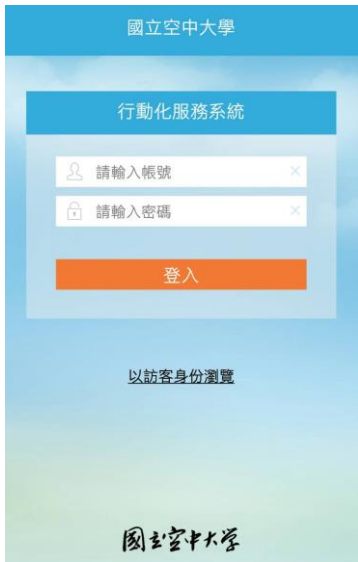 國立空中大學
行動化服務系統
請輸入帳號
請輸入密碼
登入
以訪客身份瀏覽
國立空中大学